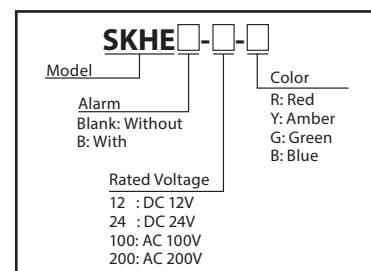 SKHE□-□-□
Model
Color
R: Red
Y: Amber
G: Green
B: Blue
Alarm
Blank: Without
B: With
Rated Voltage
12 : DC 12V
24 : DC 24V
100: AC 100V
200: AC 200V